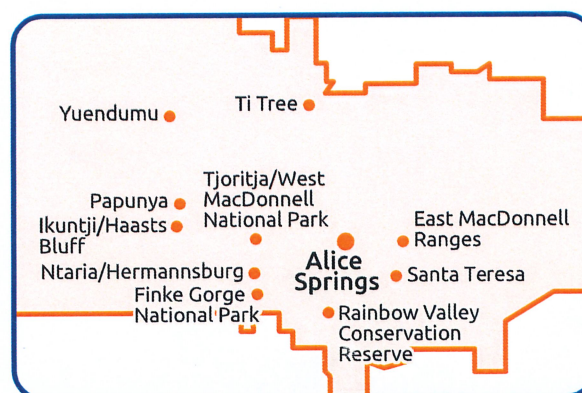 Yuendumu
Ti Tree
Papunya
Ikuntji/Haasts
Bluff
Tjoritja/West
MacDonnell
National Park
East MacDonnell
Ranges
Alice
Springs
Ntaria/Hermannsburg
Santa Teresa
Finke Gorge
National Park
Rainbow Valley
Conservation
Reserve